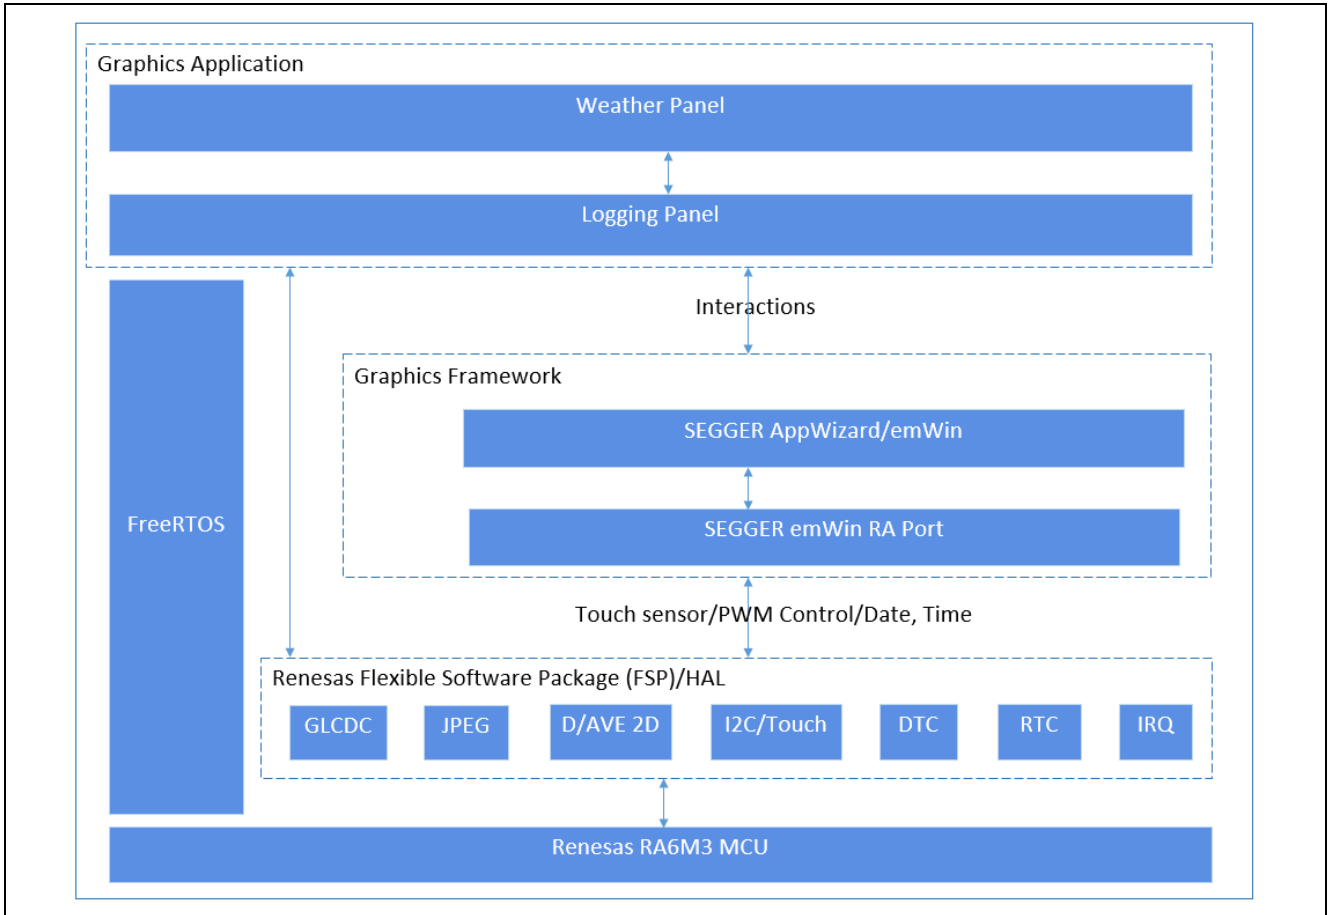 Graphics Application
Weather Panel
Logging Panel
Interactions
Graphics Framework
SEGGER AppWizard/emWin
FreeRTOS
SEGGER emWin RA Port
Touch sensor/PWM Control/Date, Time
Renesas Flexible Software Package (FSP)/HAL
GLCDC JPEG D/AVE 2D I2C/Touch DTC RTC IRQ
Renesas RA6M3 MCU